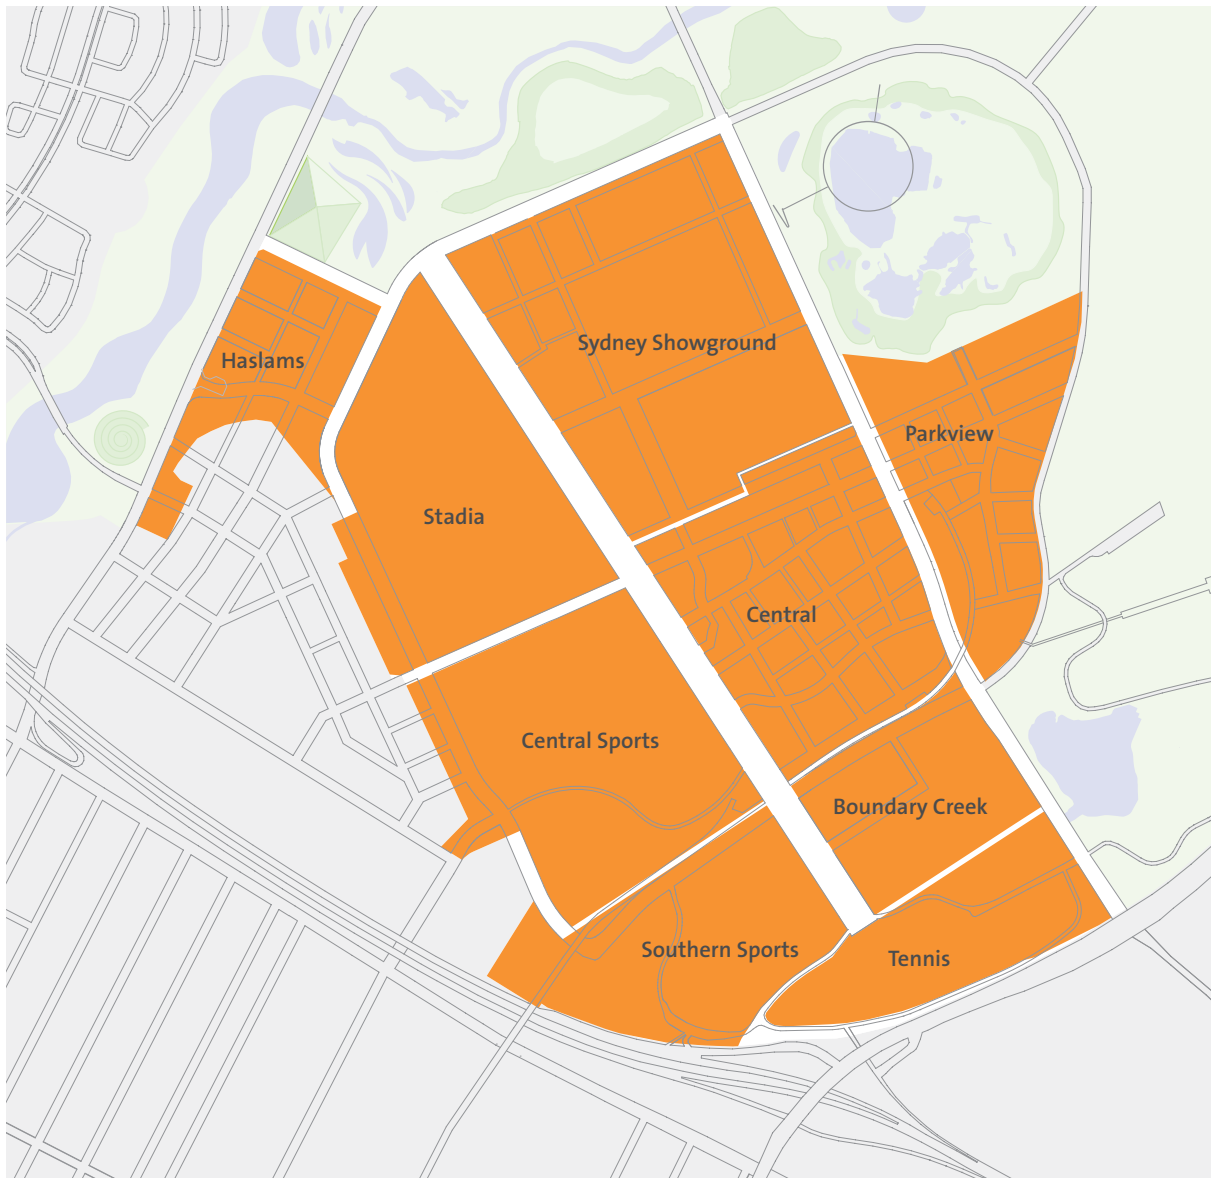 Sydney Showground
Haslams
Parkview
Stadia
Central
Central Sports
Boundary Creek
Southern Sports
Tennis